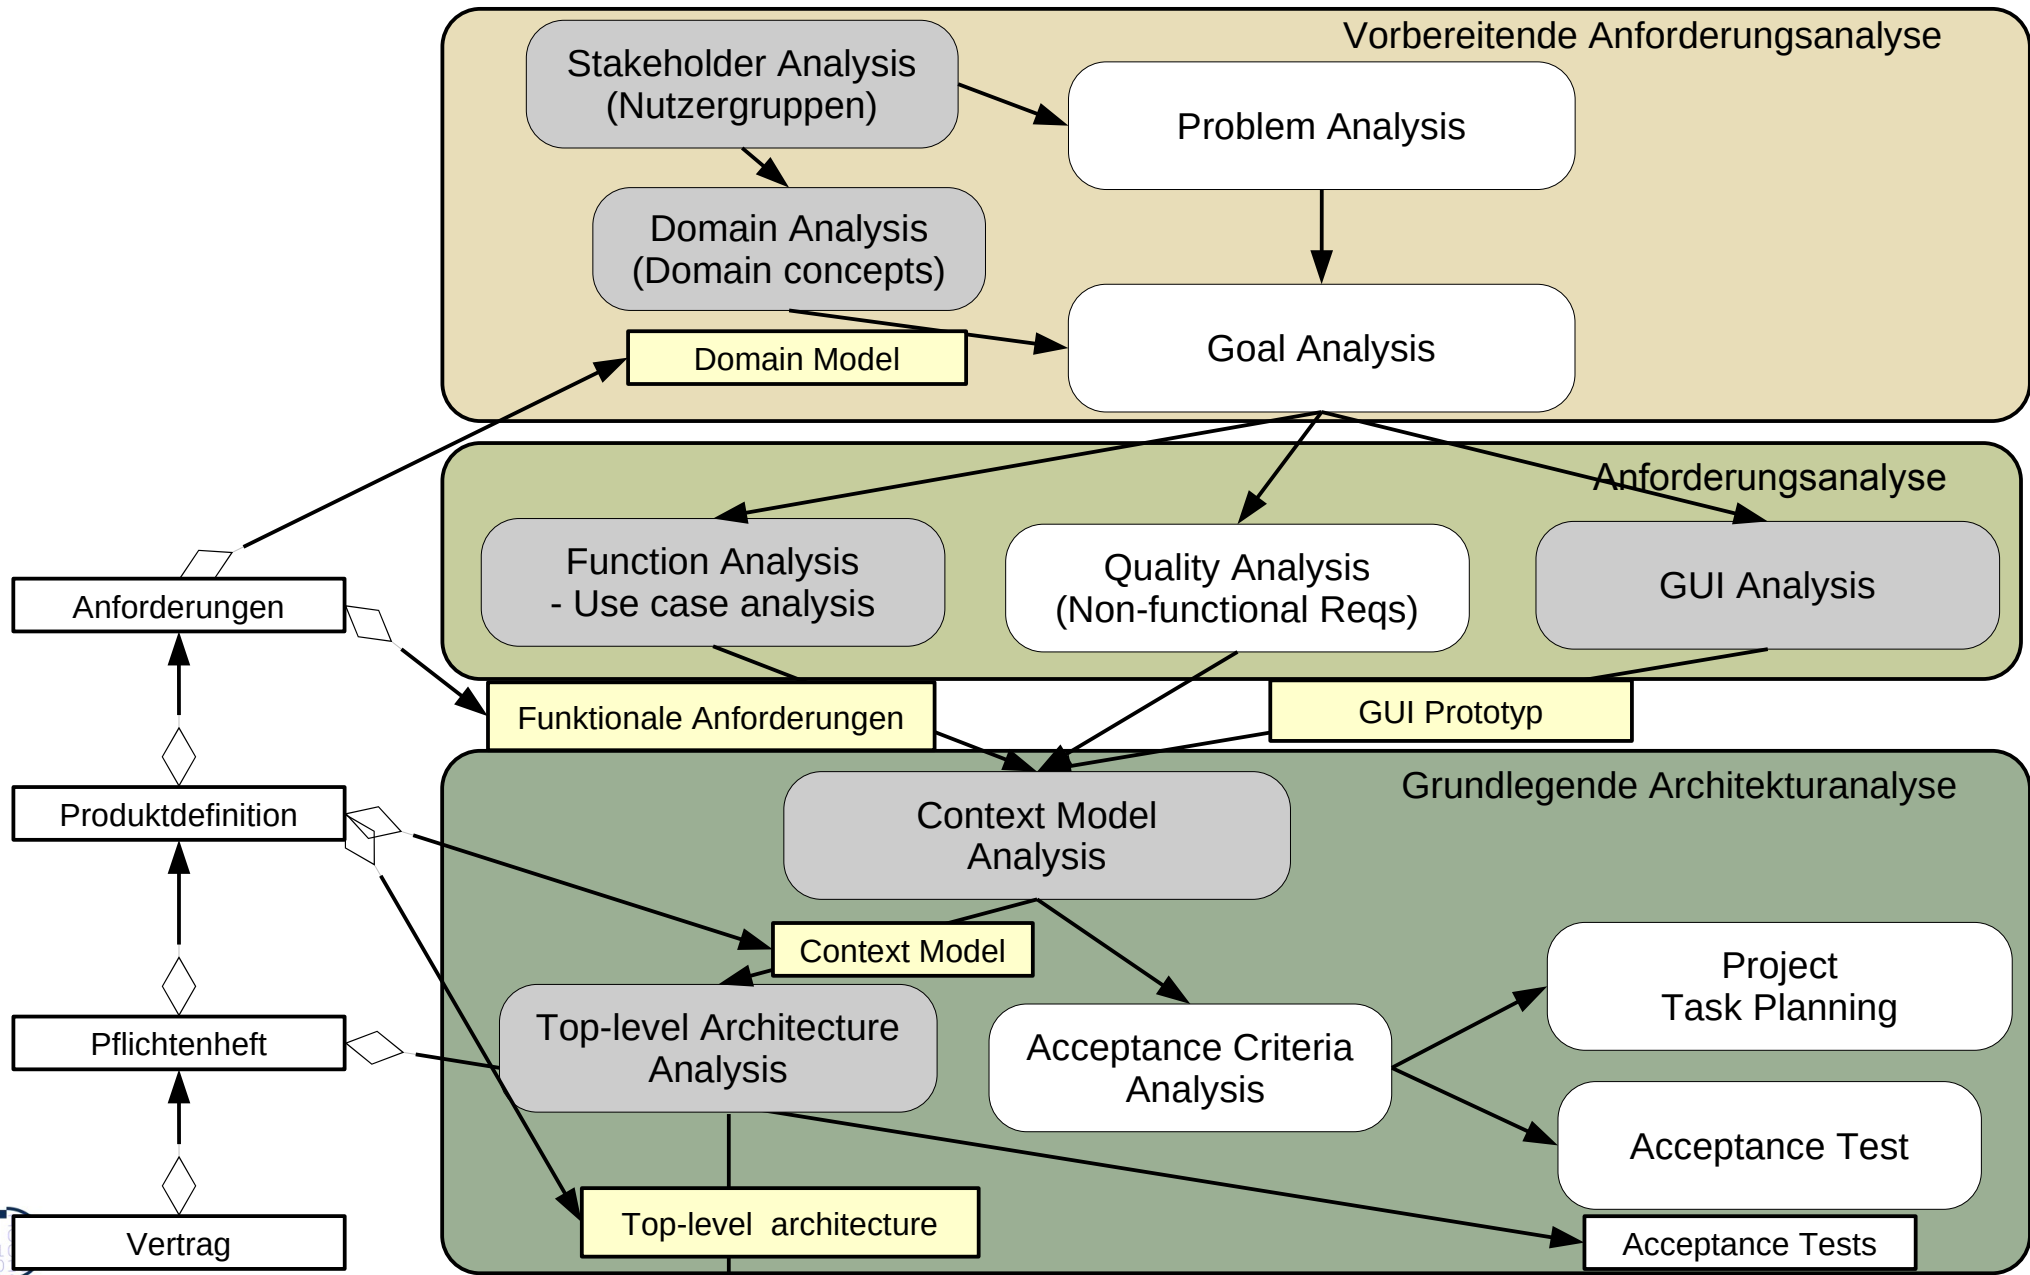 Vorbereitende Anforderungsanalyse
Stakeholder Analysis
(Nutzergruppen)
Problem Analysis
Domain Analysis
(Domain concepts)
Domain Model
Goal Analysis
Anforderungsanalyse
Function Analysis
- Use case analysis
Quality Analysis
(Non-functional Reqs)
GUI Analysis
Anforderungen
Funktionale Anforderungen
GUI Prototyp
Grundlegende Architekturanalyse
Produktdefinition
Context Model
Analysis
Context Model
Project
Task Planning
Pflichtenheft
Top-level Architecture
Analysis
Acceptance Criteria
Analysis
Acceptance Test
Vertrag
Top-level  architecture
Acceptance Tests